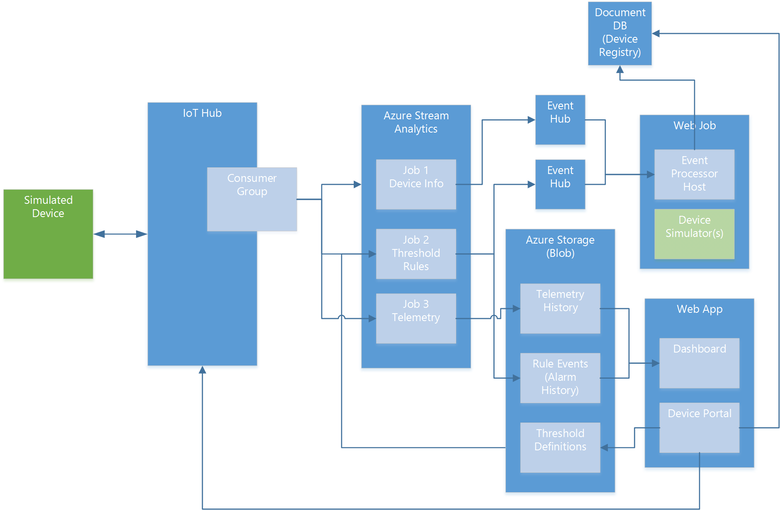 Document
DB
(Device
Registry)
IoT Hub
Azure Stream
Analytics
Event
Hub
Web Job
Consumer
Group
Job 1
Device Info
Event
Hub
Event
Processor
Host
Simulated
Device
Device
Simulator(s)
Job 2
Threshold
Rules
Azure Storage
(Blob)
Job 3
Telemetry
Telemetry
History
Web App
Dashboard
Rule Events
(Alarm
History)
Device Portal
Threshold
Definitions